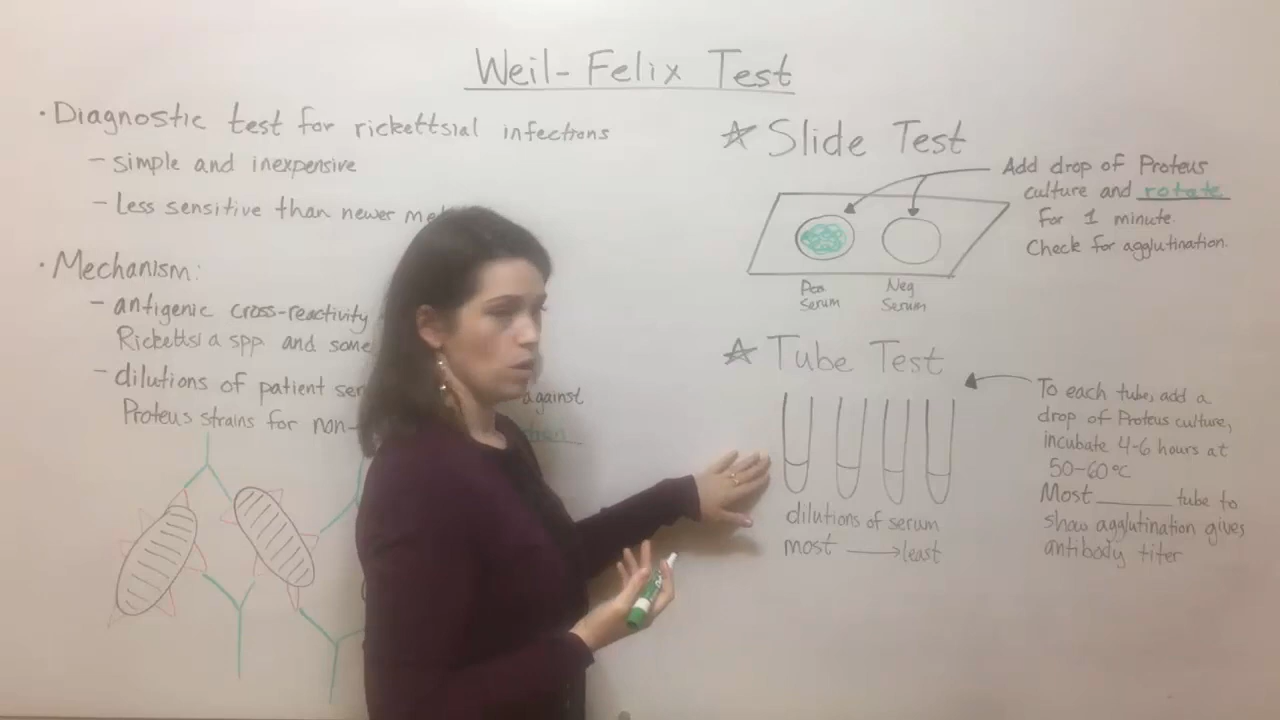 Weil-Felix Test
· Diagnostic test for rickettsial infections
- simple and inexpensive
- Less sensitive than newer
· Mechanism:
- antigenic cross-reactivity
Rickettsia spp. and some
- dilutions of patient against
Proteus strains for non-
☆ Slide Test
Add drop of Proteus
culture and rotate
for 1 minute.
Check for agglutination.
Pos Neg
Serum Serum
☆ Tube Test
To each tube, add a
drop of Proteus culture,
incubate 4-6 hours at
50-60°C
Most ______ tube to
show agglutination gives
antibody titer
dilutions of serum
most → least